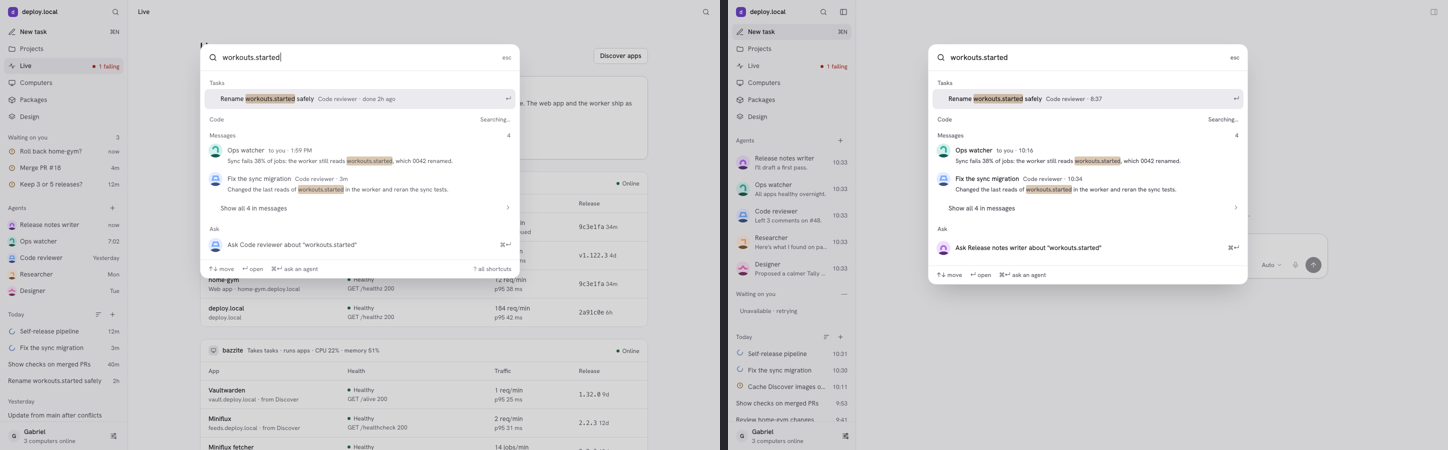 deploy.local
New task ⌘N
Projects
Live 1 failing
Computers
Packages
Design
Waiting on you 3
Roll back home-gym? now
Merge PR #18 4m
Keep 3 or 5 releases? 12m
Agents
Release notes writer now
Ops watcher 7:02
Code reviewer Yesterday
Researcher Mon
Designer Tue
Today
Self-release pipeline 12m
Fix the sync migration 3m
Show checks on merged PRs 40m
Rename workouts.started safely 2h
Yesterday
Update from main after conflicts
G
Gabriel
3 computers online
Live
Discover apps
workouts.started esc
Tasks
Rename workouts.started safely Code reviewer · done 2h ago
Code Searching…
Messages 4
Ops watcher to you · 1:59 PM
Sync fails 38% of jobs: the worker still reads workouts.started, which 0042 renamed.
Fix the sync migration Code reviewer · 3m
Changed the last reads of workouts.started in the worker and reran the sync tests.
Show all 4 in messages
Ask
Ask Code reviewer about "workouts.started" ⌘↵
↑↓ move ↵ open ⌘↵ ask an agent ? all shortcuts
e. The web app and the worker ship as
Online
Release
9c3e1fa 34m
v1.122.3 4d
home-gym Healthy 12 req/min 9c3e1fa 34m
Web app · home-gym.deploy.local GET /healthz 200 p95 38 ms
deploy.local Healthy 184 req/min 2a91c0e 6h
deploy.local GET /healthz 200 p95 42 ms
bazzite Takes tasks · runs apps · CPU 22% · memory 51% Online
App Health Traffic Release
Vaultwarden Healthy 1 req/min 1.32.0 9d
vault.deploy.local · from Discover GET /alive 200 p95 25 ms
Miniflux Healthy 2 req/min 2.2.3 12d
feeds.deploy.local · from Discover GET /healthcheck 200 p95 31 ms
Miniflux fetcher Healthy 14 jobs/min
deploy.local
New task ⌘N
Projects
Live 1 failing
Computers
Packages
Design
Agents
Release notes writer 10:33
I'll draft a first pass.
Ops watcher 10:33
All apps healthy overnight.
Code reviewer 10:33
Left 3 comments on #48.
Researcher 10:33
Here's what I found on pa…
Designer 10:33
Proposed a calmer Tally …
Waiting on you —
Unavailable · retrying
Today
Self-release pipeline 10:31
Fix the sync migration 10:30
Cache Discover images o… 10:11
Show checks on merged PRs 9:53
Review home-gym changes 9:41
G
Gabriel
3 computers online
workouts.started esc
Tasks
Rename workouts.started safely Code reviewer · 8:37
Code Searching…
Messages 4
Ops watcher to you · 10:16
Sync fails 38% of jobs: the worker still reads workouts.started, which 0042 renamed.
Fix the sync migration Code reviewer · 10:34
Changed the last reads of workouts.started in the worker and reran the sync tests.
Show all 4 in messages
Ask
Ask Release notes writer about "workouts.started" ⌘↵
↑↓ move ↵ open ⌘↵ ask an agent
Auto